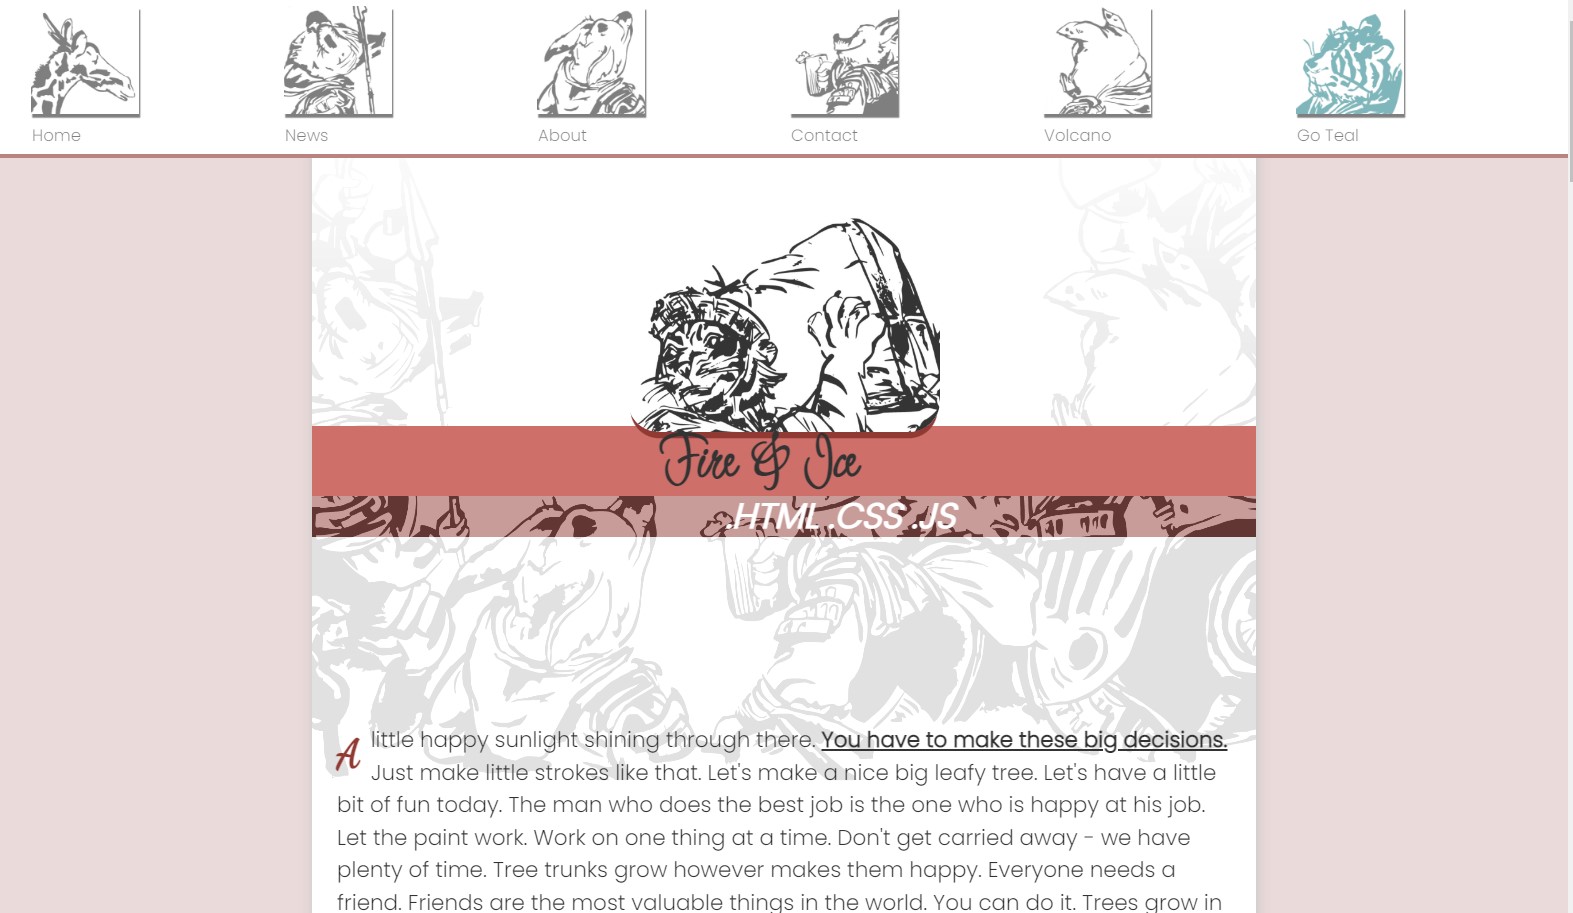 Home
News
About
Contact
Volcano
Go Teal
Fire & Ice
.HTML .CSS .JS
A little happy sunlight shining through there. You have to make these big decisions.
Just make little strokes like that. Let's make a nice big leafy tree. Let's have a little
bit of fun today. The man who does the best job is the one who is happy at his job.
Let the paint work. Work on one thing at a time. Don't get carried away - we have
plenty of time. Tree trunks grow however makes them happy. Everyone needs a
friend. Friends are the most valuable things in the world. You can do it. Trees grow in